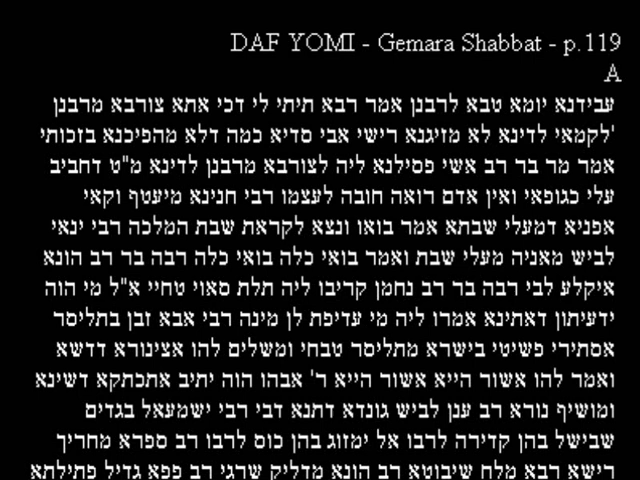 DAF YOMI - Gemara Shabbat - p.119
A
עבידנא יומא טבא לרבנן אמר רבא תיתי לי דכי אתא צורבא מרבנן
לקמאי לדינא לא מזיגנא רישי אבי סדיא כמה דלא מהפיכנא בזכותי'
אמר מר בר רב אשי פסילנא ליה לצורבא מרבנן לדינא מ"ט דחביב
עלי כגופאי ואין אדם רואה חובה לעצמו רבי חנינא מיעטף וקאי
אפניא דמעלי שבתא אמר בואו ונצא לקראת שבת המלכה רבי ינאי
לביש מאניה מעלי שבת ואמר בואי כלה בואי כלה רבה בר רב הונא
איקלע לבי רבה בר רב נחמן קריבו ליה תלת סאוי טחיי א"ל מי הוה
ידעיתון דאתינא אמרו ליה מי עדיפת לן מינה רבי אבא זבן בתליסר
אסתירי פשיטי בישרא מתליסר טבחי ומשלים להו אצינורא דדשא
ואמר להו אשור הייא אשור הייא ר' אבהו הוה יתיב אתכתקא דשינא
ומושיף נורא רב ענן לביש גונדא דתנא דבי רבי ישמעאל בגדים
שבישל בהן קדירה לרבו אל ימזוג בהן כוס לרבו רב ספרא מחריך
רישא רבא מלח שיבוטא רב הונא מדליק שרגי רב פפא גדיל פתילתא